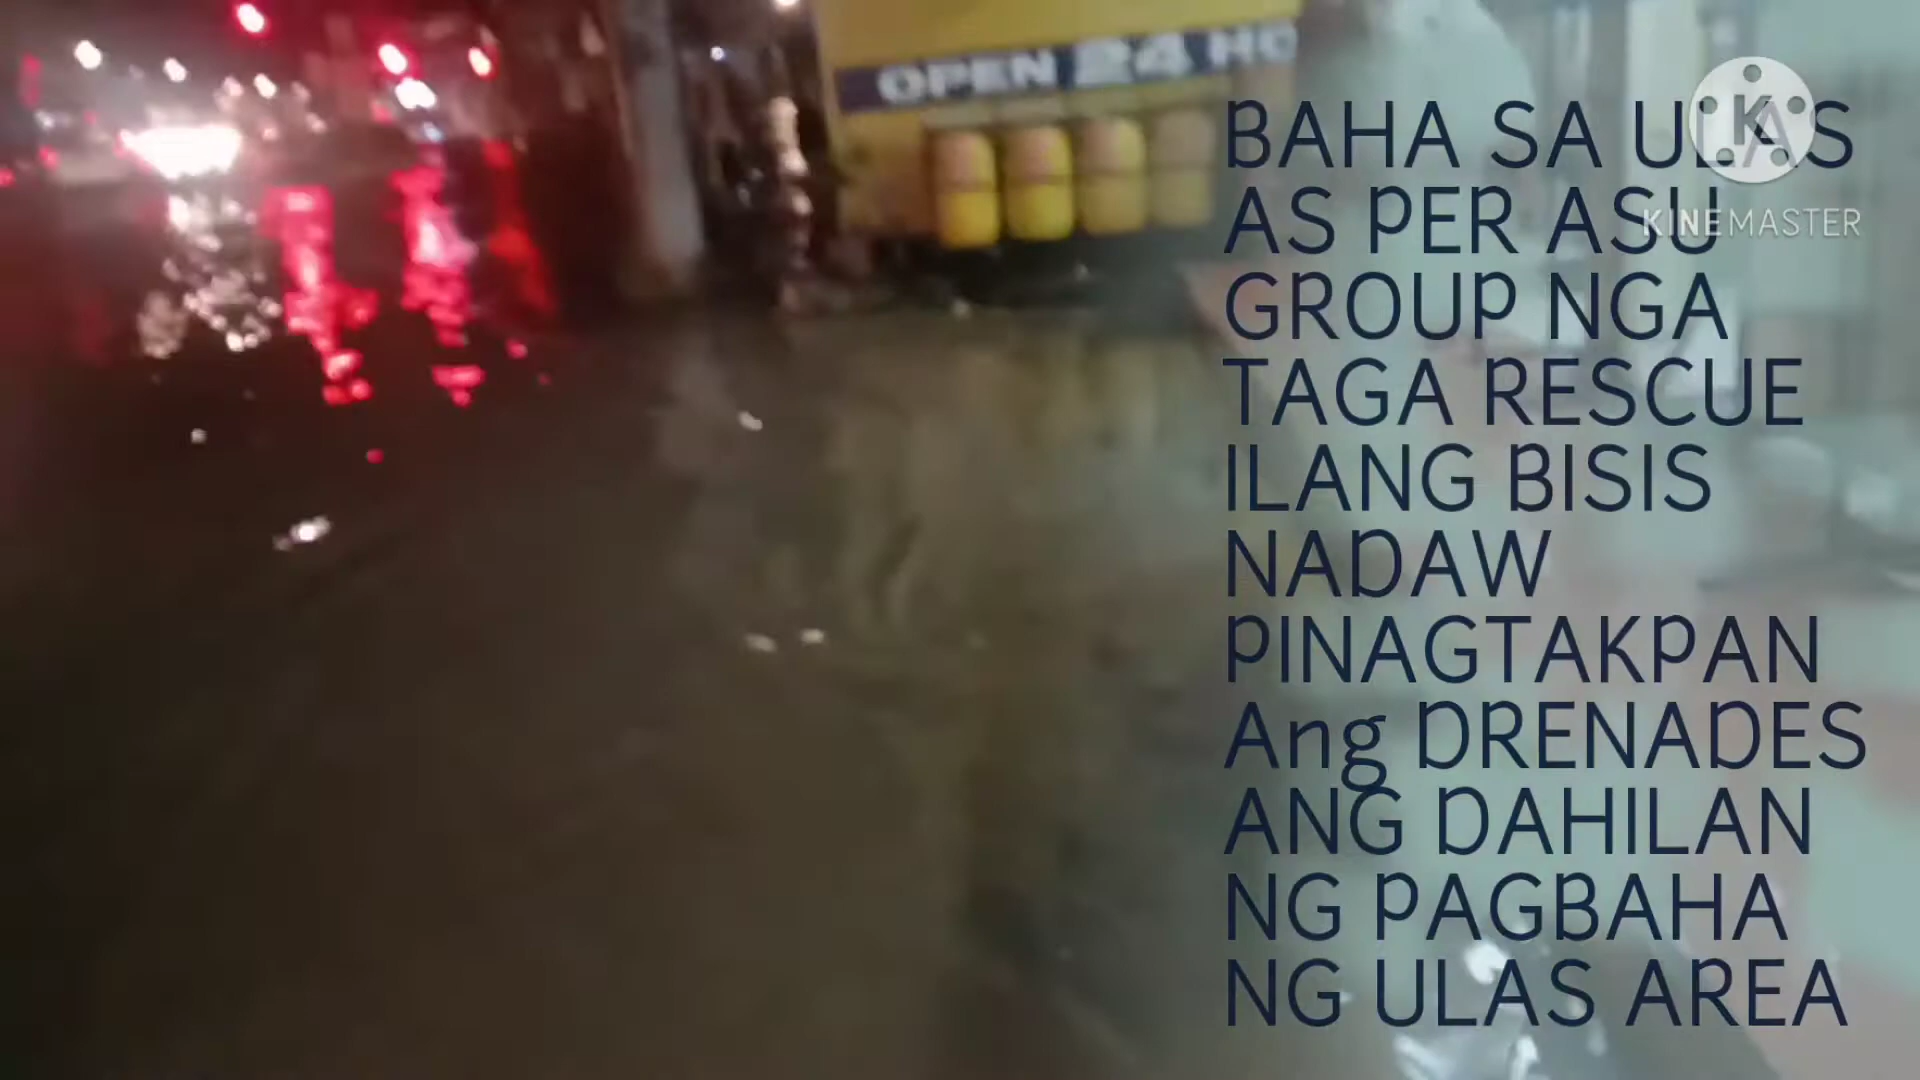 OPEN 24 HO
BAHA SA ULAS
AS PER ASU
GROUP NGA
TAGA RESCUE
ILANG BISIS
NADAW
PINAGTAKPAN
Ang DRENADES
ANG DAHILAN
NG PAGBAHA
NG ULAS AREA
K
KINEMASTER